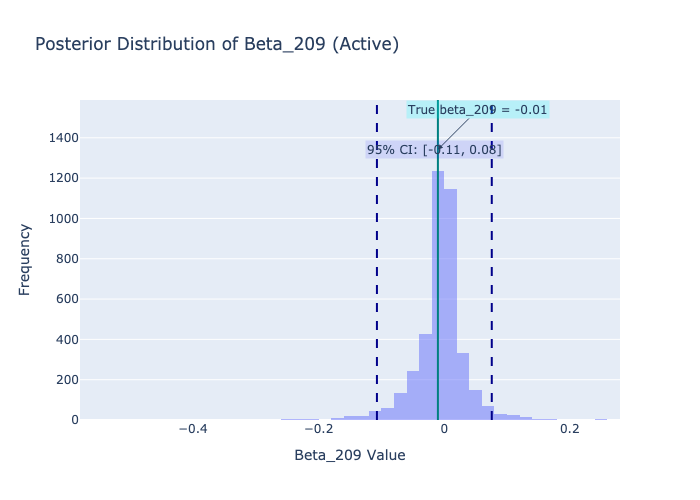 Posterior Distribution of Beta_209 (Active)
True beta_209 = -0.01
95% CI: [-0.11, 0.08]
1400
1200
1000
800
600
400
200
0
Frequency
−0.4
−0.2
0
0.2
Beta_209 Value